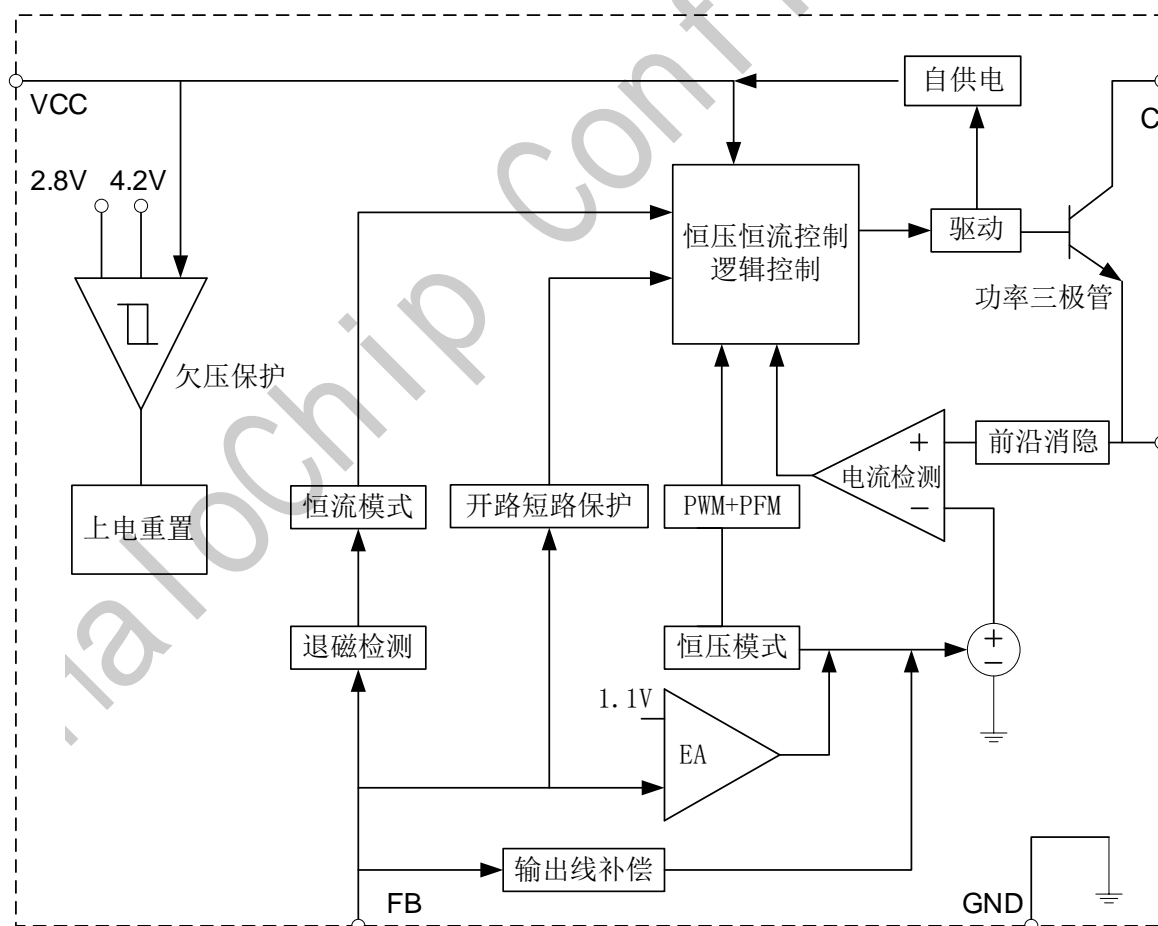 自供电
VCC
C
2.8V 4.2V
恒压恒流控制
逻辑控制
驱动
功率三极管
欠压保护
+
前沿消隐
电流检测
−
上电重置
恒流模式
开路短路保护
PWM+PFM
退磁检测
恒压模式
+
−
1.1V
EA
输出线补偿
FB
GND
naloChip Conf